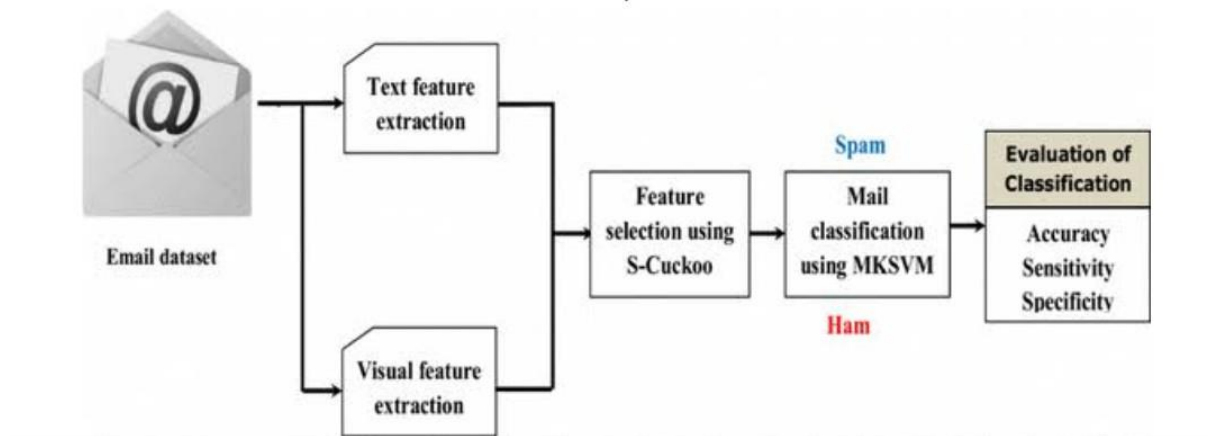 @
Email dataset
Text feature
extraction
Visual feature
extraction
Feature
selection using
S-Cuckoo
Spam
Mail
classification
using MKSVM
Ham
Evaluation of
Classification
Accuracy
Sensitivity
Specificity